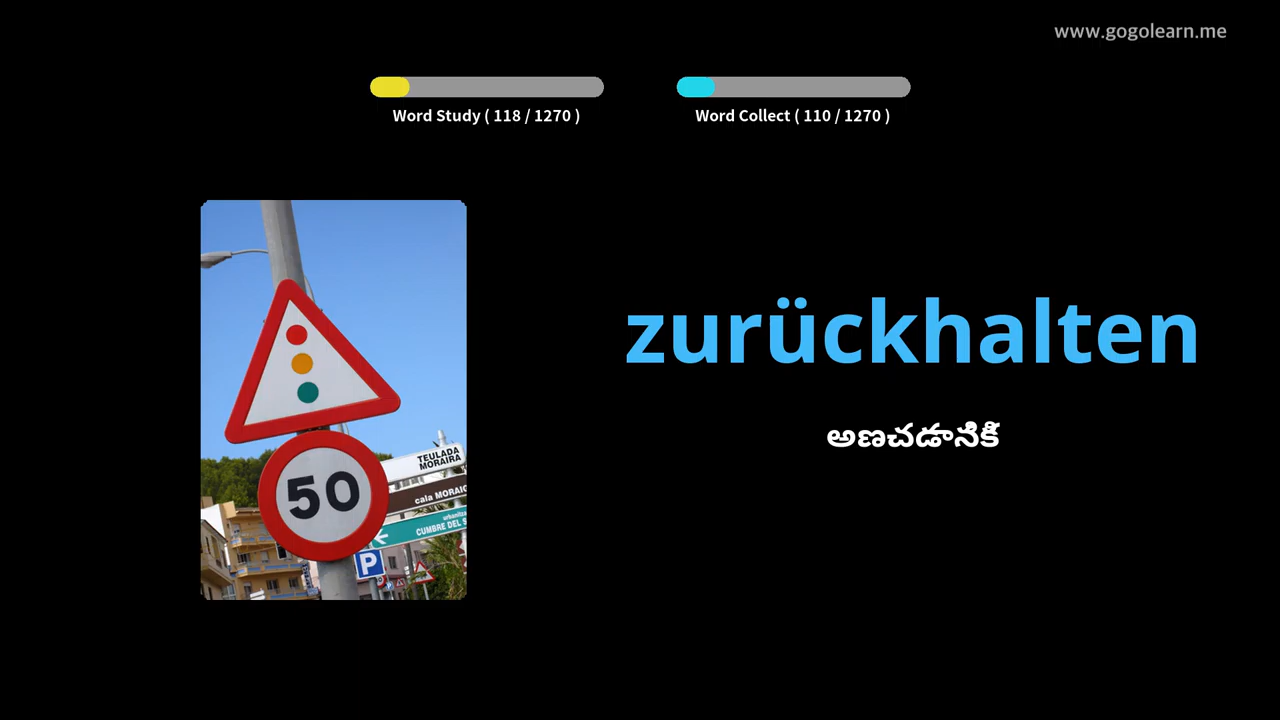 www.gogolearn.me
Word Study ( 118 / 1270 )
Word Collect ( 110 / 1270 )
zurückhalten
అణచడానికి
50
TEULADA
MORAIRA
cala MORAIG
CUMBRE DEL S
P